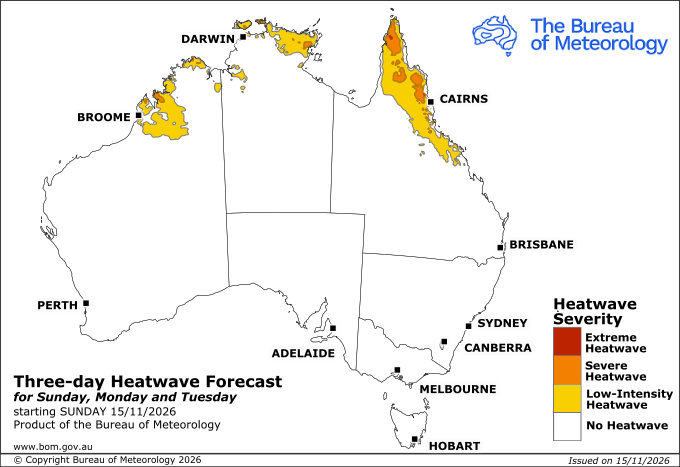 The Bureau
of Meteorology
DARWIN
BROOME
CAIRNS
BRISBANE
PERTH
ADELAIDE
SYDNEY
CANBERRA
MELBOURNE
HOBART
Heatwave
Severity
Extreme
Heatwave
Severe
Heatwave
Low-Intensity
Heatwave
No Heatwave
Three-day Heatwave Forecast
for Sunday, Monday and Tuesday
starting SUNDAY 15/11/2026
Product of the Bureau of Meteorology
www.bom.gov.au
© Copyright Bureau of Meteorology 2026
Issued on 15/11/2026